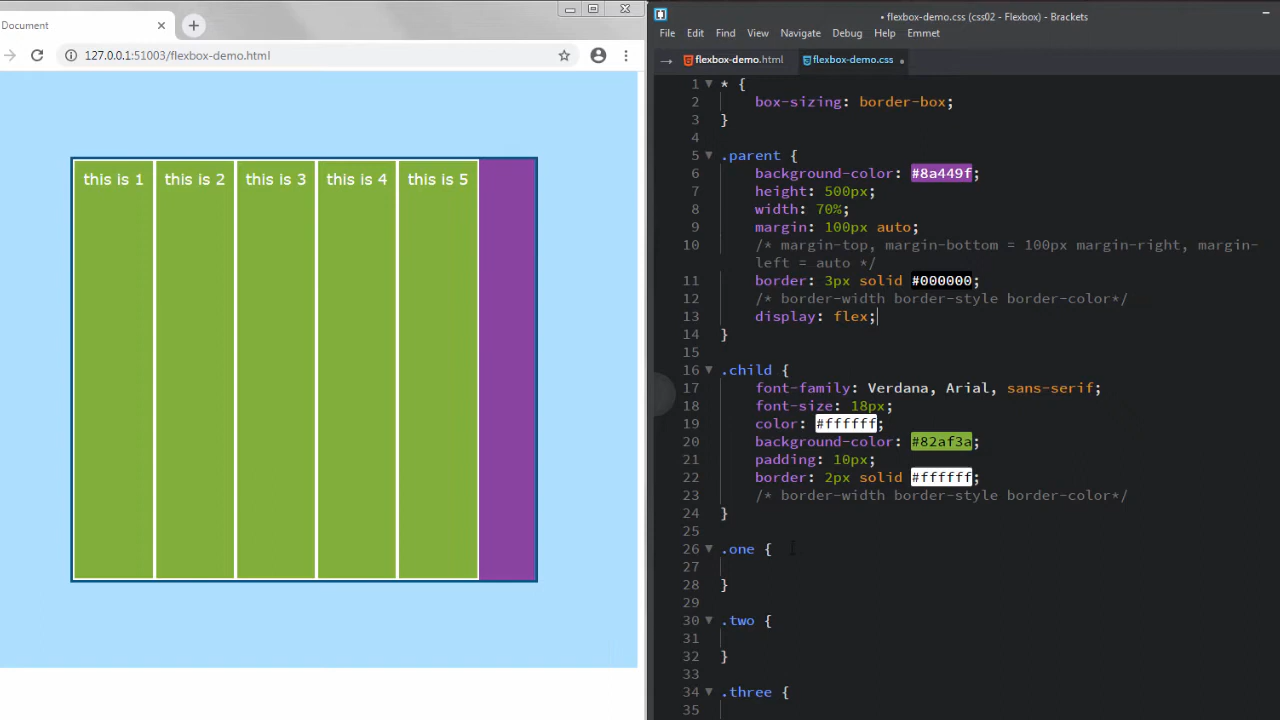 Document
127.0.0.1:51003/flexbox-demo.html
this is 1 this is 2 this is 3 this is 4 this is 5
• flexbox-demo.css (css02 - Flexbox) - Brackets
File Edit Find View Navigate Debug Help Emmet
flexbox-demo.html flexbox-demo.css
1 * {
2 box-sizing: border-box;
3 }
4
5 .parent {
6 background-color: #8a449f;
7 height: 500px;
8 width: 70%;
9 margin: 100px auto;
10 /* margin-top, margin-bottom = 100px margin-right, margin-
left = auto */
11 border: 3px solid #000000;
12 /* border-width border-style border-color*/
13 display: flex;
14 }
15
16 .child {
17 font-family: Verdana, Arial, sans-serif;
18 font-size: 18px;
19 color: #ffffff;
20 background-color: #82af3a;
21 padding: 10px;
22 border: 2px solid #ffffff;
23 /* border-width border-style border-color*/
24 }
25
26 .one {
27
28 }
29
30 .two {
31
32 }
33
34 .three {
35